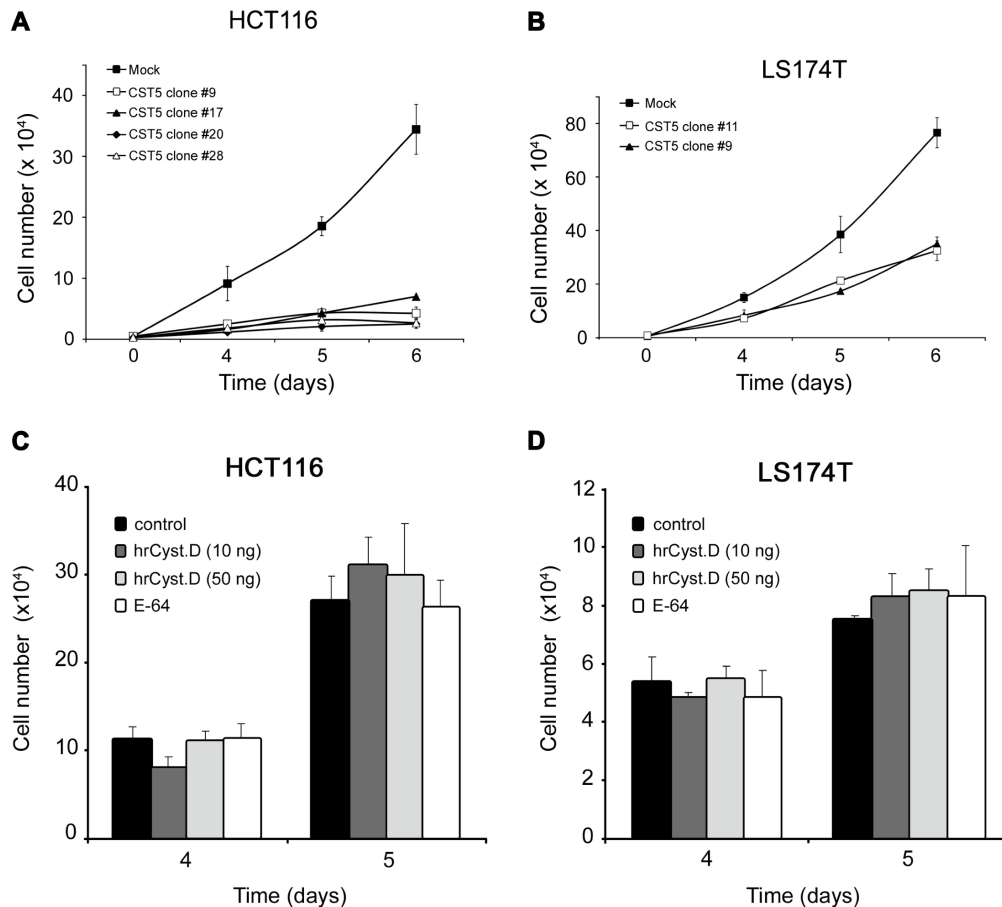 A
HCT116
Mock
CST5 clone #9
CST5 clone #17
CST5 clone #20
CST5 clone #28
Cell number (x 10⁴)
40
30
20
10
0
0 4 5 6
Time (days)
B
LS174T
Mock
CST5 clone #11
CST5 clone #9
Cell number (x 10⁴)
80
60
40
20
0
0 4 5 6
Time (days)
C
HCT116
control
hrCyst.D (10 ng)
hrCyst.D (50 ng)
E-64
Cell number (x10⁴)
40
30
20
10
0
4 5
Time (days)
D
LS174T
control
hrCyst.D (10 ng)
hrCyst.D (50 ng)
E-64
Cell number (x10⁴)
12
10
8
6
4
2
0
4 5
Time (days)